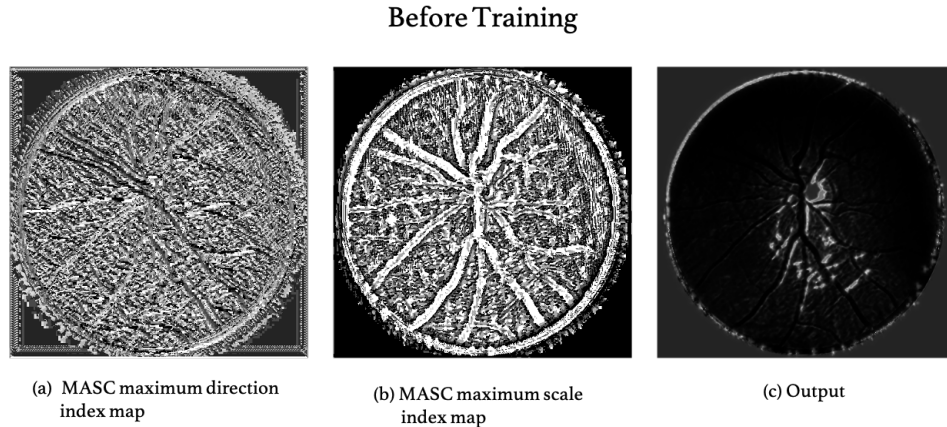 Before Training
(a) MASC maximum direction
index map
(b) MASC maximum scale
index map
(c) Output